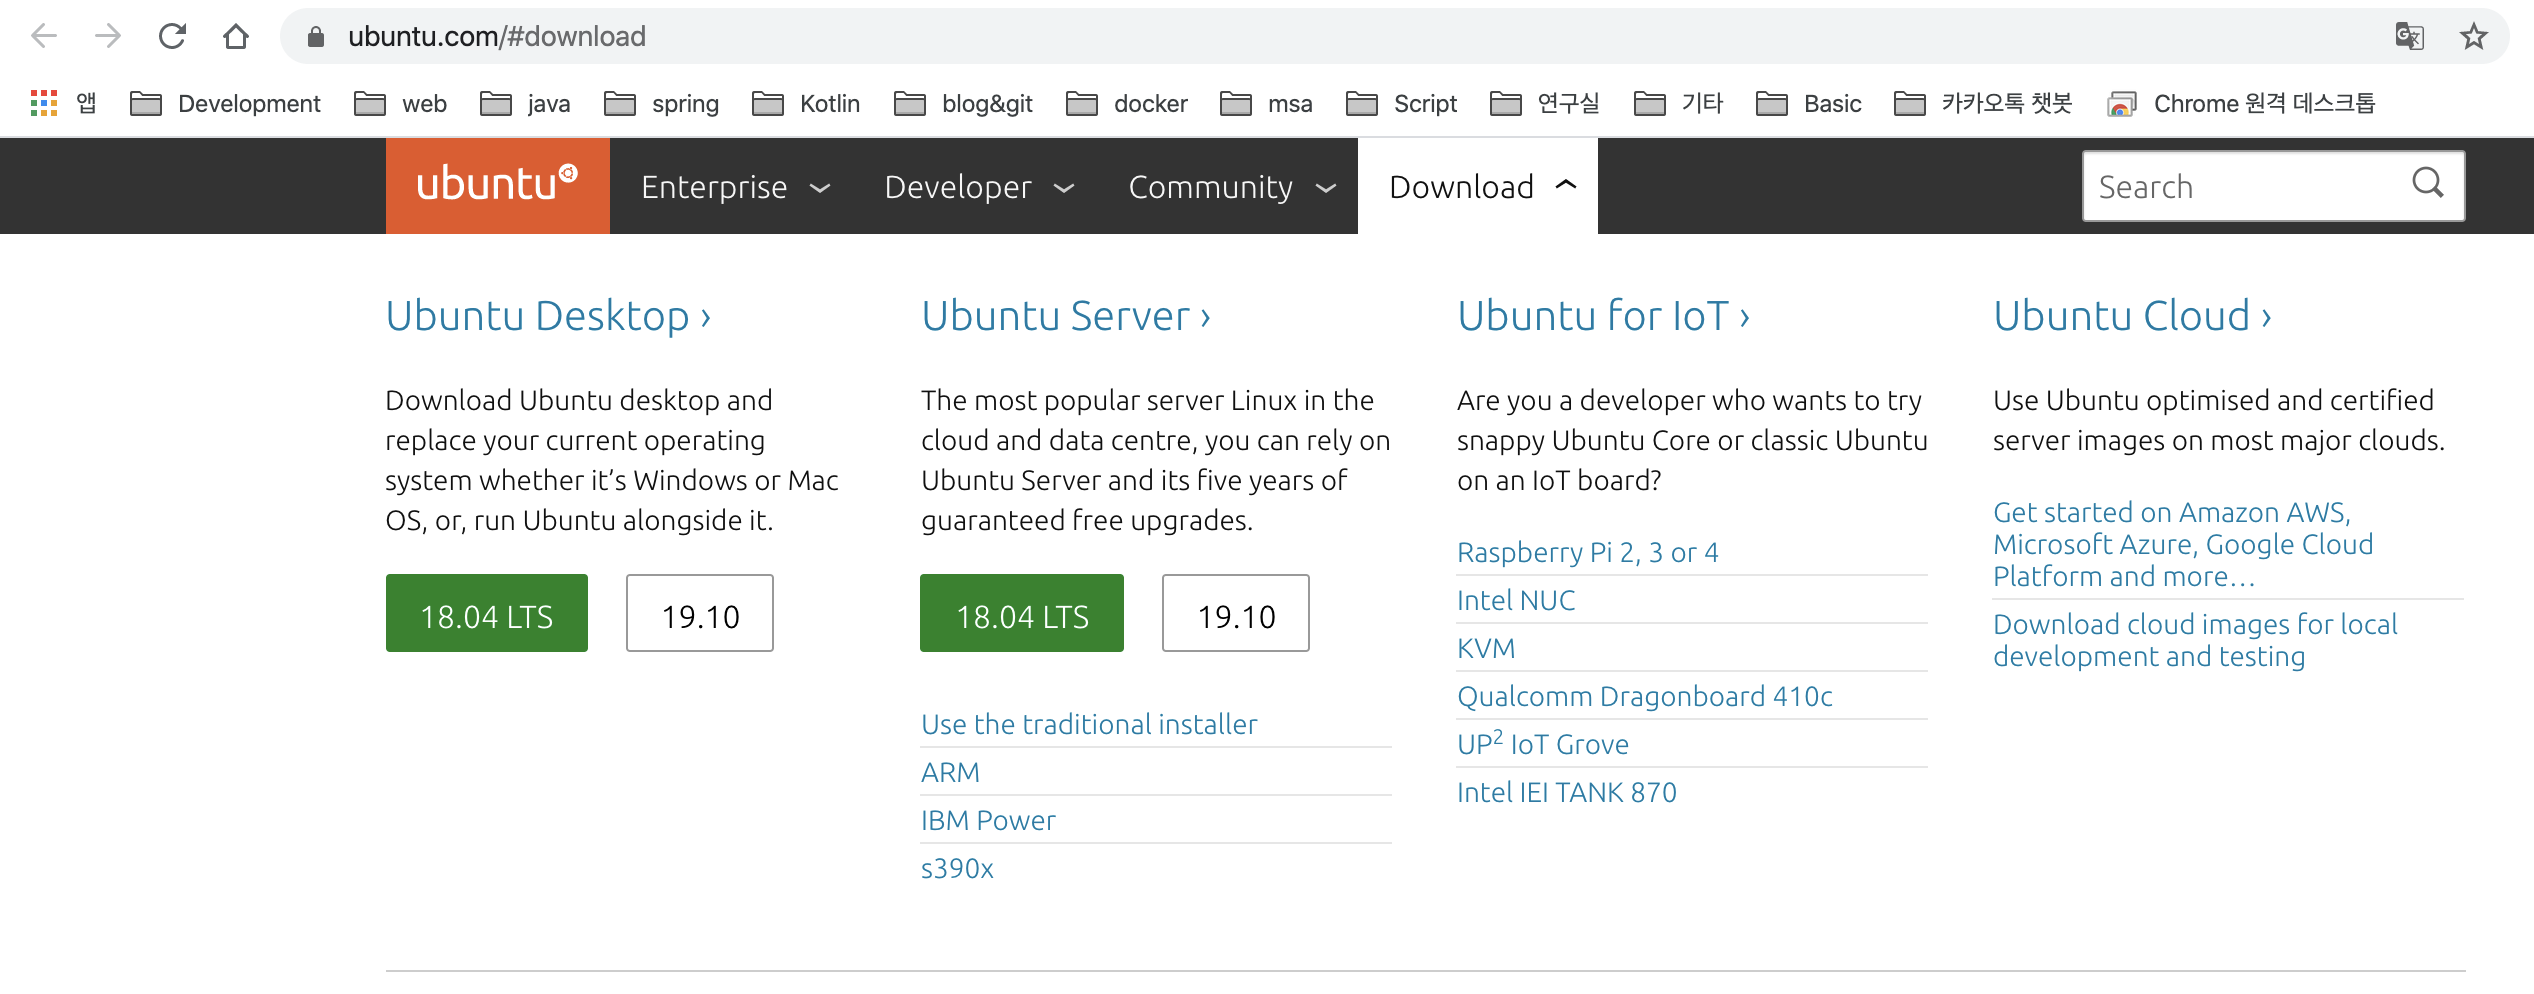 ubuntu.com/#download
앱 Development web java spring Kotlin blog&git docker msa Script 연구실 기타 Basic 카카오톡 챗봇 Chrome 원격 데스크톱
ubuntu Enterprise Developer Community Download Search
Ubuntu Desktop ›
Download Ubuntu desktop and
replace your current operating
system whether it’s Windows or Mac
OS, or, run Ubuntu alongside it.
18.04 LTS 19.10
Ubuntu Server ›
The most popular server Linux in the
cloud and data centre, you can rely on
Ubuntu Server and its five years of
guaranteed free upgrades.
18.04 LTS 19.10
Use the traditional installer
ARM
IBM Power
s390x
Ubuntu for IoT ›
Are you a developer who wants to try
snappy Ubuntu Core or classic Ubuntu
on an IoT board?
Raspberry Pi 2, 3 or 4
Intel NUC
KVM
Qualcomm Dragonboard 410c
UP² IoT Grove
Intel IEI TANK 870
Ubuntu Cloud ›
Use Ubuntu optimised and certified
server images on most major clouds.
Get started on Amazon AWS,
Microsoft Azure, Google Cloud
Platform and more…
Download cloud images for local
development and testing